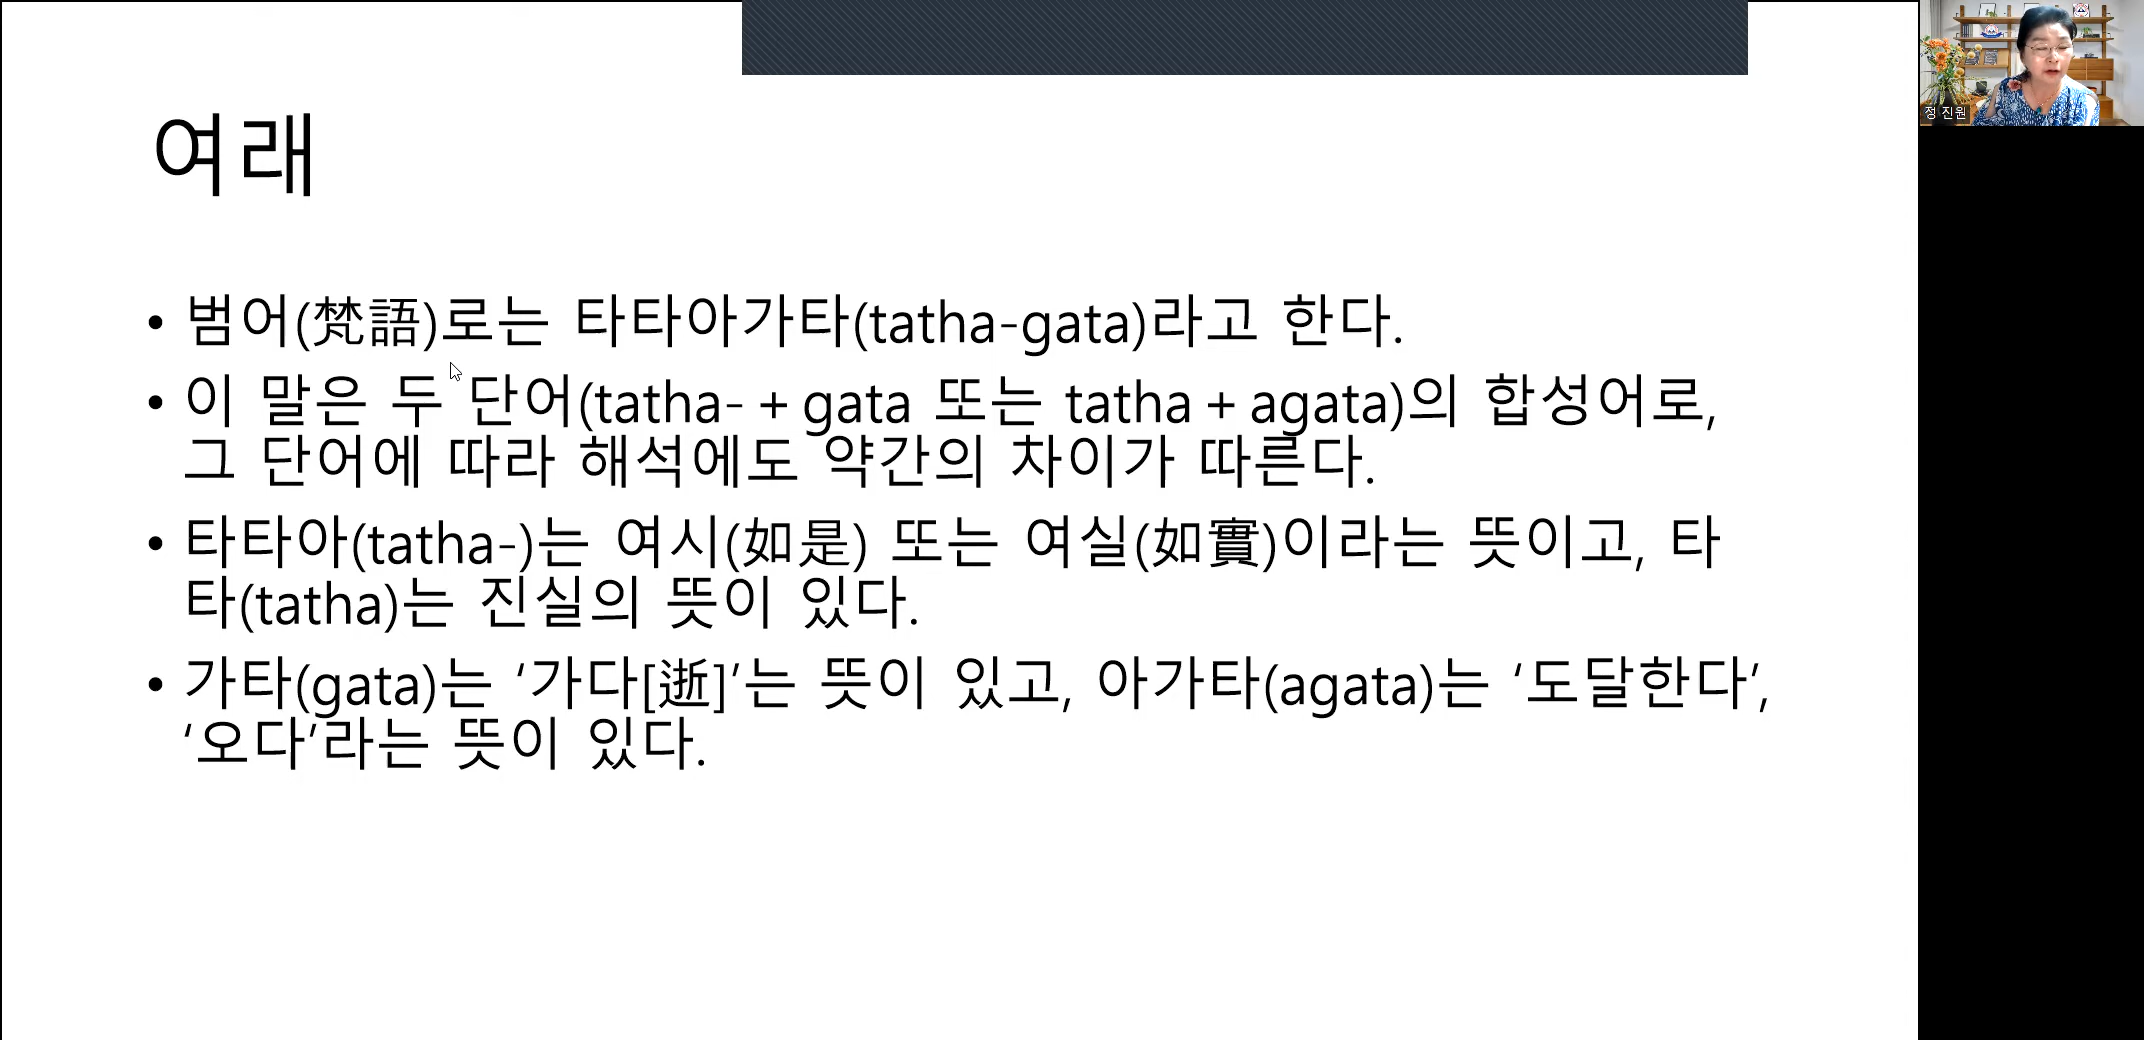 여래
• 범어(梵語)로는 타타아가타(tatha-gata)라고 한다.
• 이 말은 두 단어(tatha- + gata 또는 tatha + agata)의 합성어로,
그 단어에 따라 해석에도 약간의 차이가 따른다.
• 타타아(tatha-)는 여시(如是) 또는 여실(如實)이라는 뜻이고, 타
타(tatha)는 진실의 뜻이 있다.
• 가타(gata)는 ‘가다[逝]’는 뜻이 있고, 아가타(agata)는 ‘도달한다’,
‘오다’라는 뜻이 있다.
정 진원